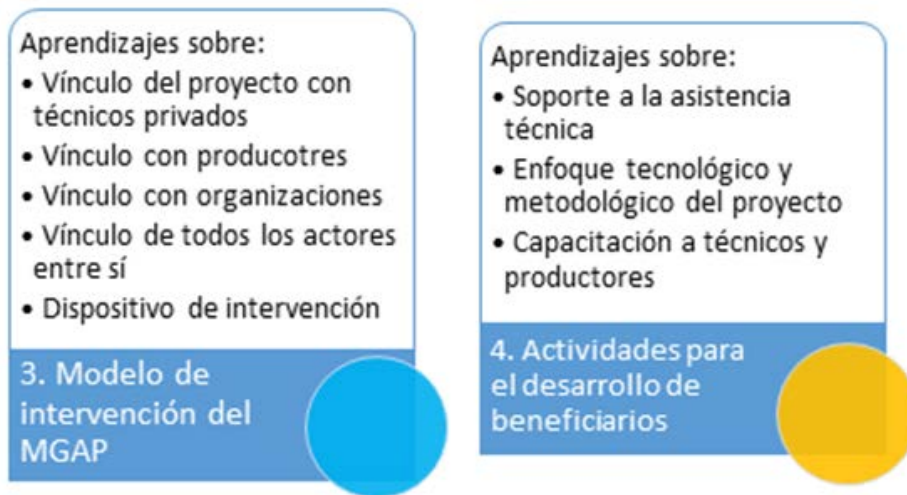 Aprendizajes sobre:
• Vínculo del proyecto con
técnicos privados
• Vínculo con producotres
• Vínculo con organizaciones
• Vínculo de todos los actores
entre sí
• Dispositivo de intervención
3. Modelo de
intervención del
MGAP
Aprendizajes sobre:
• Soporte a la asistencia
técnica
• Enfoque tecnológico y
metodológico del proyecto
• Capacitación a técnicos y
productores
4. Actividades para
el desarrollo de
beneficiarios